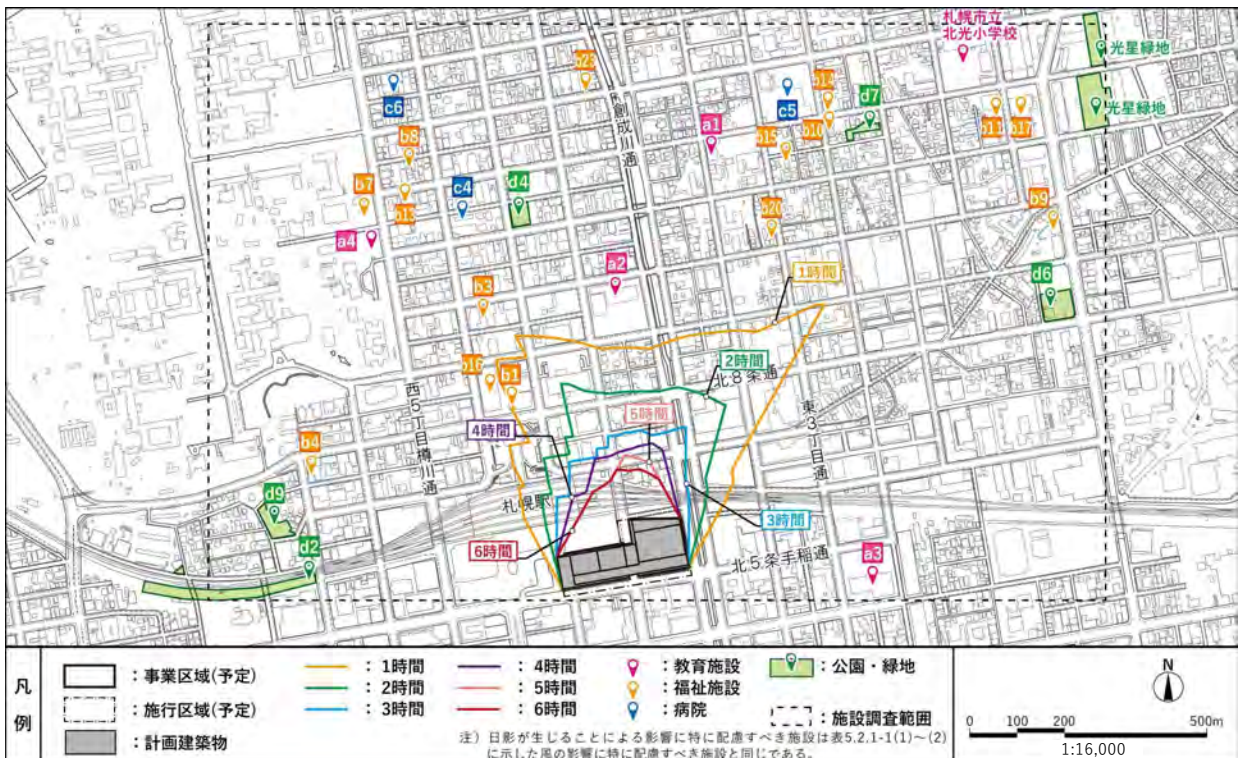 札幌市立
北光小学校
光星緑地
光星緑地
b23
c6
c5
b14
d7
創成川通
a1
b10
b11
b17
b8
b15
b7
b13
c4
d4
b20
b9
a4
a2
d6
b3
1時間
2時間
北8条通
b16
b1
西5丁目樽川通
東3丁目通
5時間
4時間
b4
札幌駅
d9
3時間
6時間
d2
北5条手稲通
a3
凡例
：事業区域(予定)
：施行区域(予定)
：計画建築物
：1時間
：2時間
：3時間
：4時間
：5時間
：6時間
：教育施設
：福祉施設
：病院
：公園・緑地
：施設調査範囲
注）日影が生じることによる影響に特に配慮すべき施設は表5.2.1-1(1)～(2)
に示した風の影響に特に配慮すべき施設と同じである。
N
0 100 200 500m
1:16,000